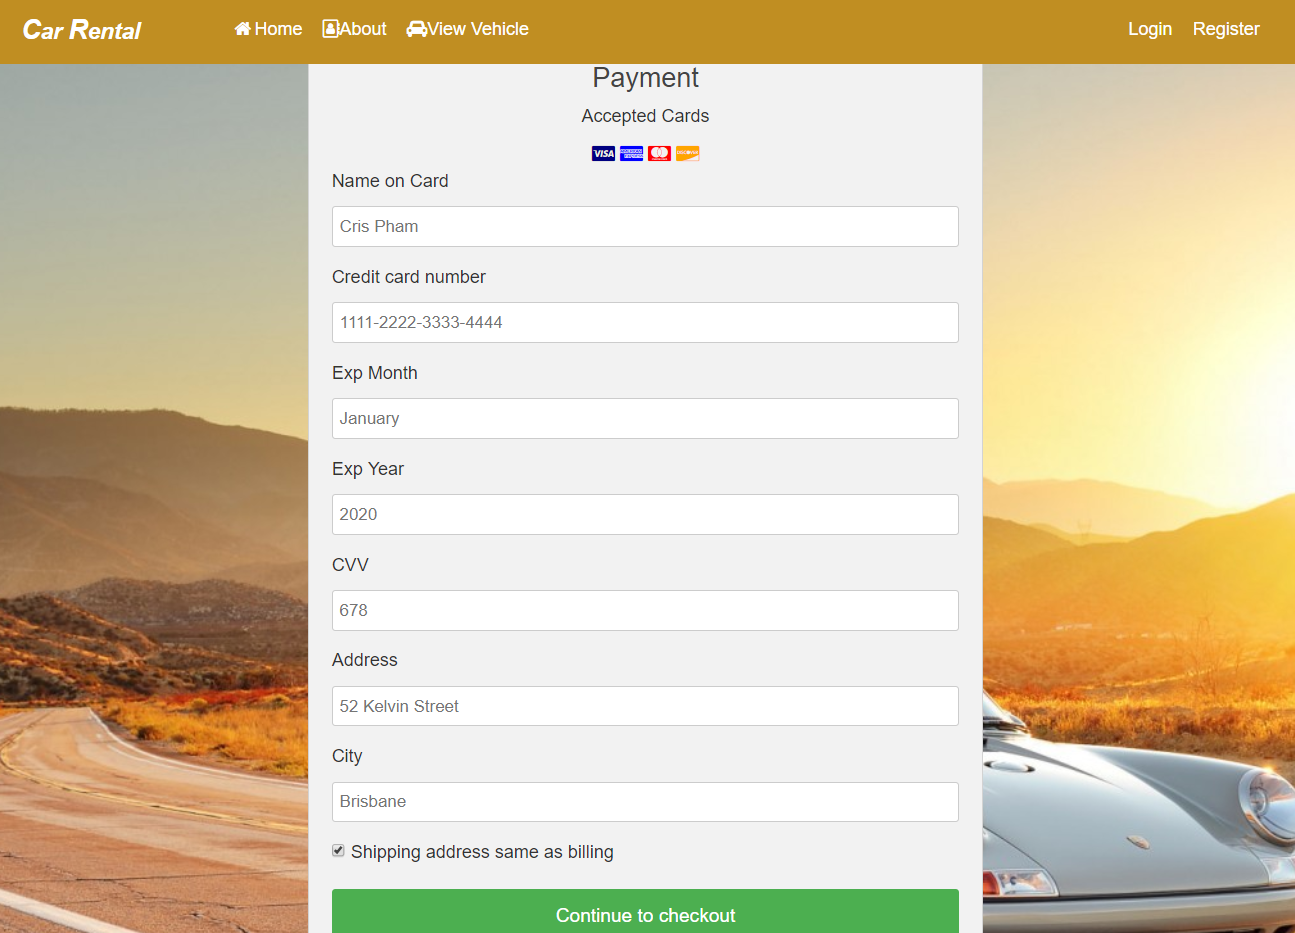 Car Rental Home About View Vehicle Login Register
Payment
Accepted Cards
VISA
Name on Card
Cris Pham
Credit card number
1111-2222-3333-4444
Exp Month
January
Exp Year
2020
CVV
678
Address
52 Kelvin Street
City
Brisbane
Shipping address same as billing
Continue to checkout